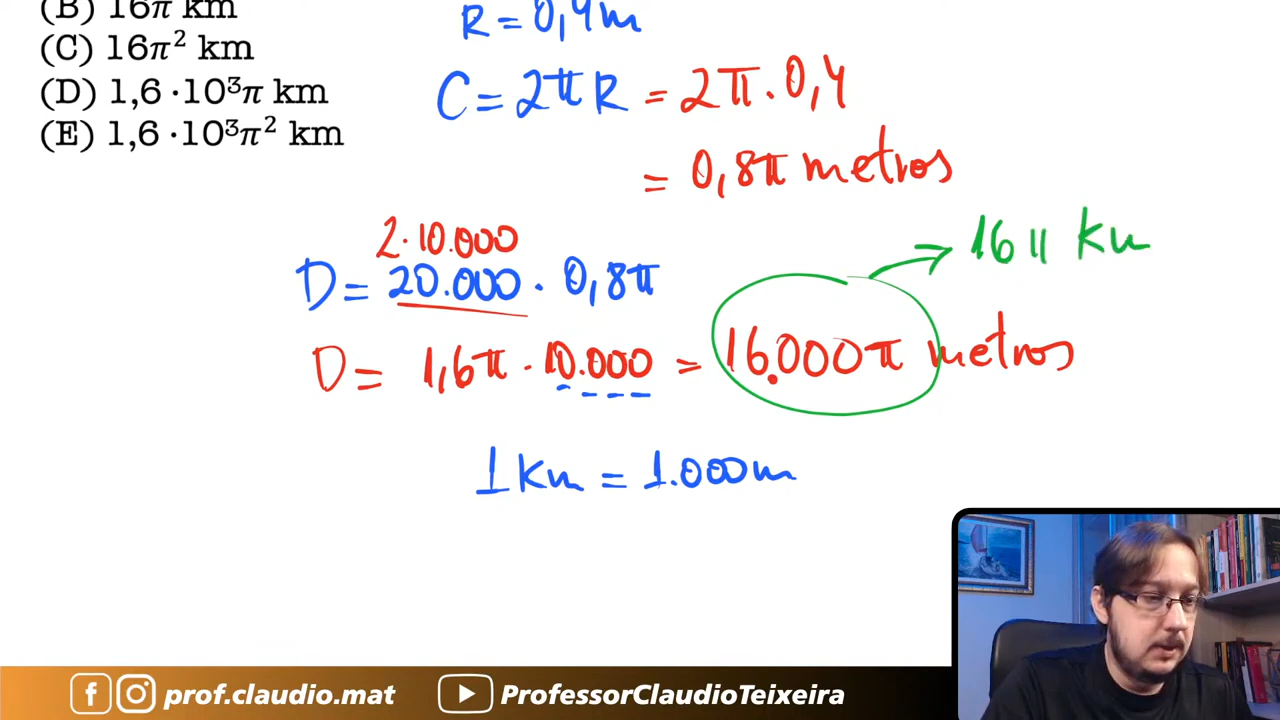 (B) 16π km
(C) 16π² km
(D) 1,6 ·10³π km
(E) 1,6 ·10³π² km
R = 0,4m
C = 2πR = 2π·0,4
= 0,8π metros
2·10.000
D = 20.000 · 0,8π
D = 1,6π · 10.000 = 16.000π metros
16π Km
1 Km = 1.000m
prof.claudio.mat
ProfessorClaudioTeixeira